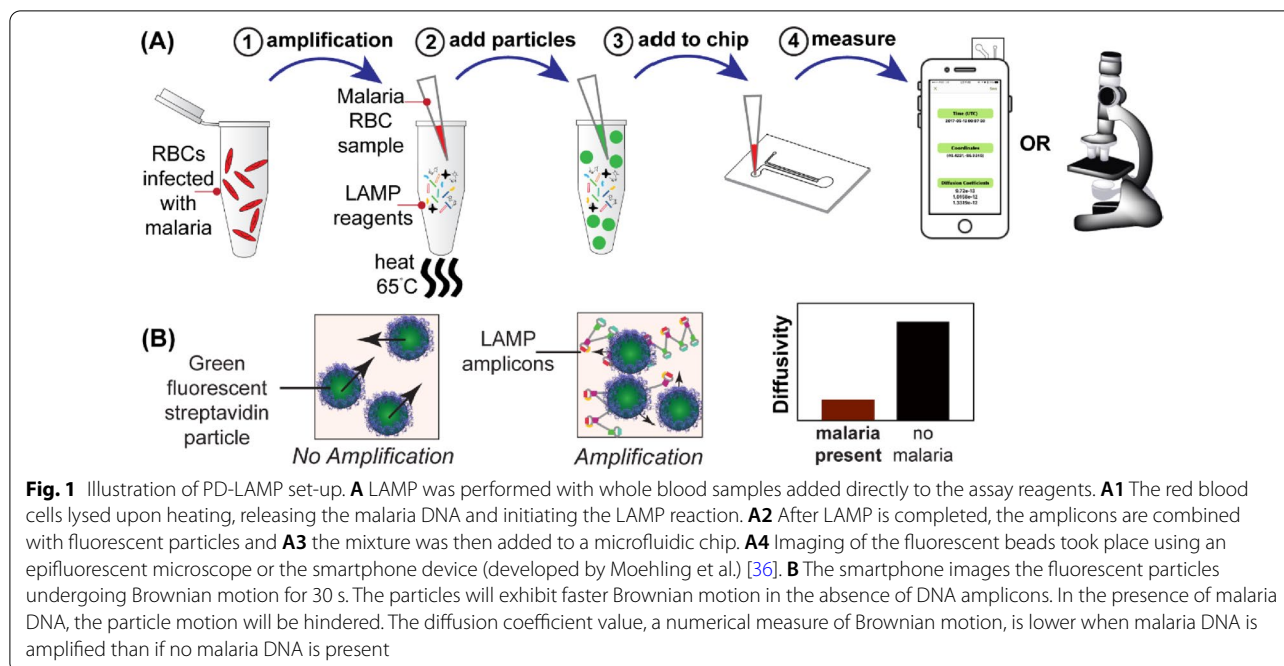 (A)
1 amplification
2 add particles
3 add to chip
4 measure
RBCs
infected
with
malaria
Malaria
RBC
sample
LAMP
reagents
heat
65°C
Time (UTC)
Coordinates
Diffusion Coefficients
OR
(B)
Green
fluorescent
streptavidin
particle
No Amplification
LAMP
amplicons
Amplification
Diffusivity
malaria
present
no
malaria
Fig. 1 Illustration of PD-LAMP set-up. A LAMP was performed with whole blood samples added directly to the assay reagents. A1 The red blood
cells lysed upon heating, releasing the malaria DNA and initiating the LAMP reaction. A2 After LAMP is completed, the amplicons are combined
with fluorescent particles and A3 the mixture was then added to a microfluidic chip. A4 Imaging of the fluorescent beads took place using an
epifluorescent microscope or the smartphone device (developed by Moehling et al.) [36]. B The smartphone images the fluorescent particles
undergoing Brownian motion for 30 s. The particles will exhibit faster Brownian motion in the absence of DNA amplicons. In the presence of malaria
DNA, the particle motion will be hindered. The diffusion coefficient value, a numerical measure of Brownian motion, is lower when malaria DNA is
amplified than if no malaria DNA is present